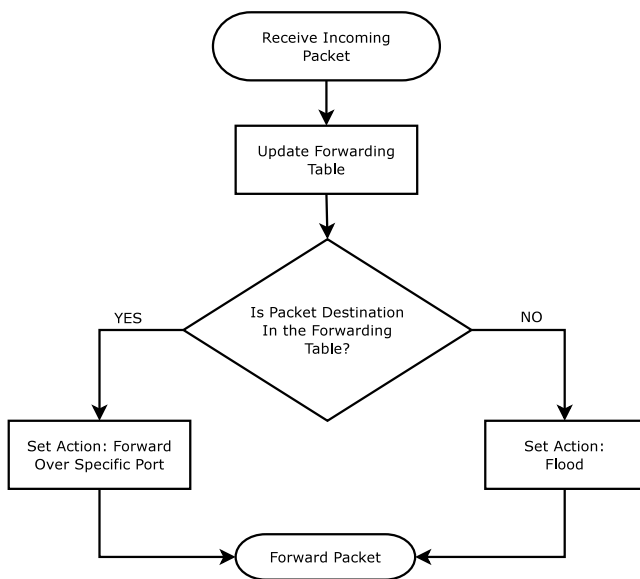 Receive Incoming
Packet
Update Forwarding
Table
Is Packet Destination
In the Forwarding
Table?
YES
NO
Set Action: Forward
Over Specific Port
Set Action:
Flood
Forward Packet